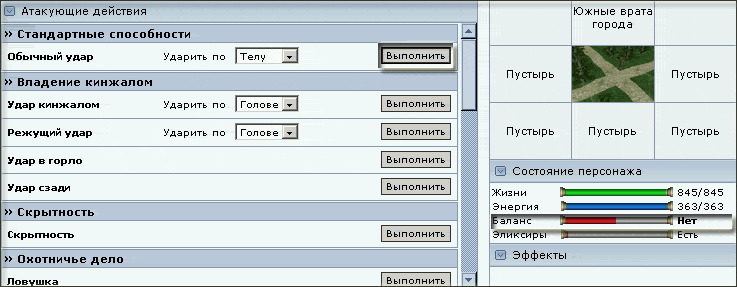 Атакующие действия
» Стандартные способности
Обычный удар Ударить по Телу Выполнить
» Владение кинжалом
Удар кинжалом Ударить по Голове Выполнить
Режущий удар Ударить по Голове Выполнить
Удар в горло Выполнить
Удар сзади Выполнить
» Скрытность
Скрытность Выполнить
» Охотничье дело
Ловушка Выполнить
Южные врата
города
Пустырь Пустырь
Пустырь Пустырь Пустырь
Состояние персонажа
Жизни 845/845
Энергия 363/363
Баланс Нет
Эликсиры Есть
Эффекты